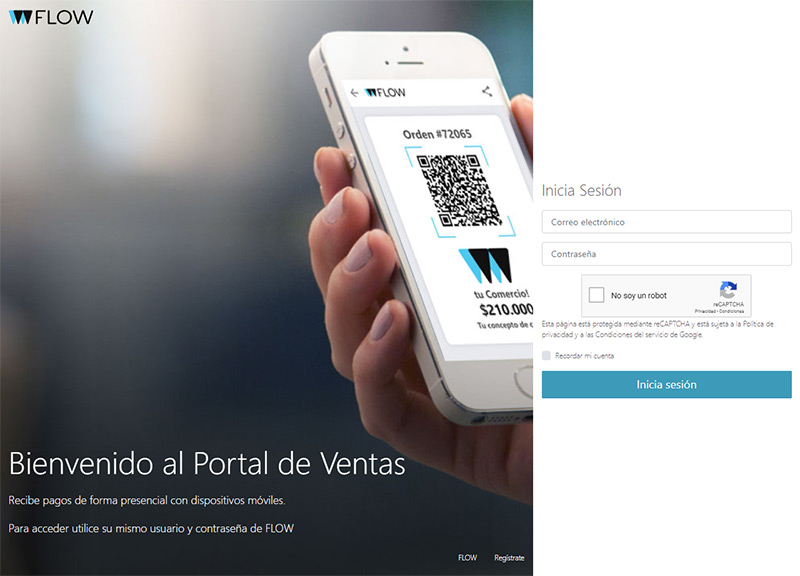 FLOW
FLOW
Orden #72065
tu Comercio!
$210.000
Tu concepto de
Bienvenido al Portal de Ventas
Recibe pagos de forma presencial con dispositivos móviles.
Para acceder utilice su mismo usuario y contraseña de FLOW
FLOW Regístrate
Inicia Sesión
Correo electrónico
Contraseña
No soy un robot
reCAPTCHA
Privacidad • Condiciones
Esta página está protegida mediante reCAPTCHA y está sujeta a la Política de
privacidad y a las Condiciones del servicio de Google.
Recordar mi cuenta
Inicia sesión